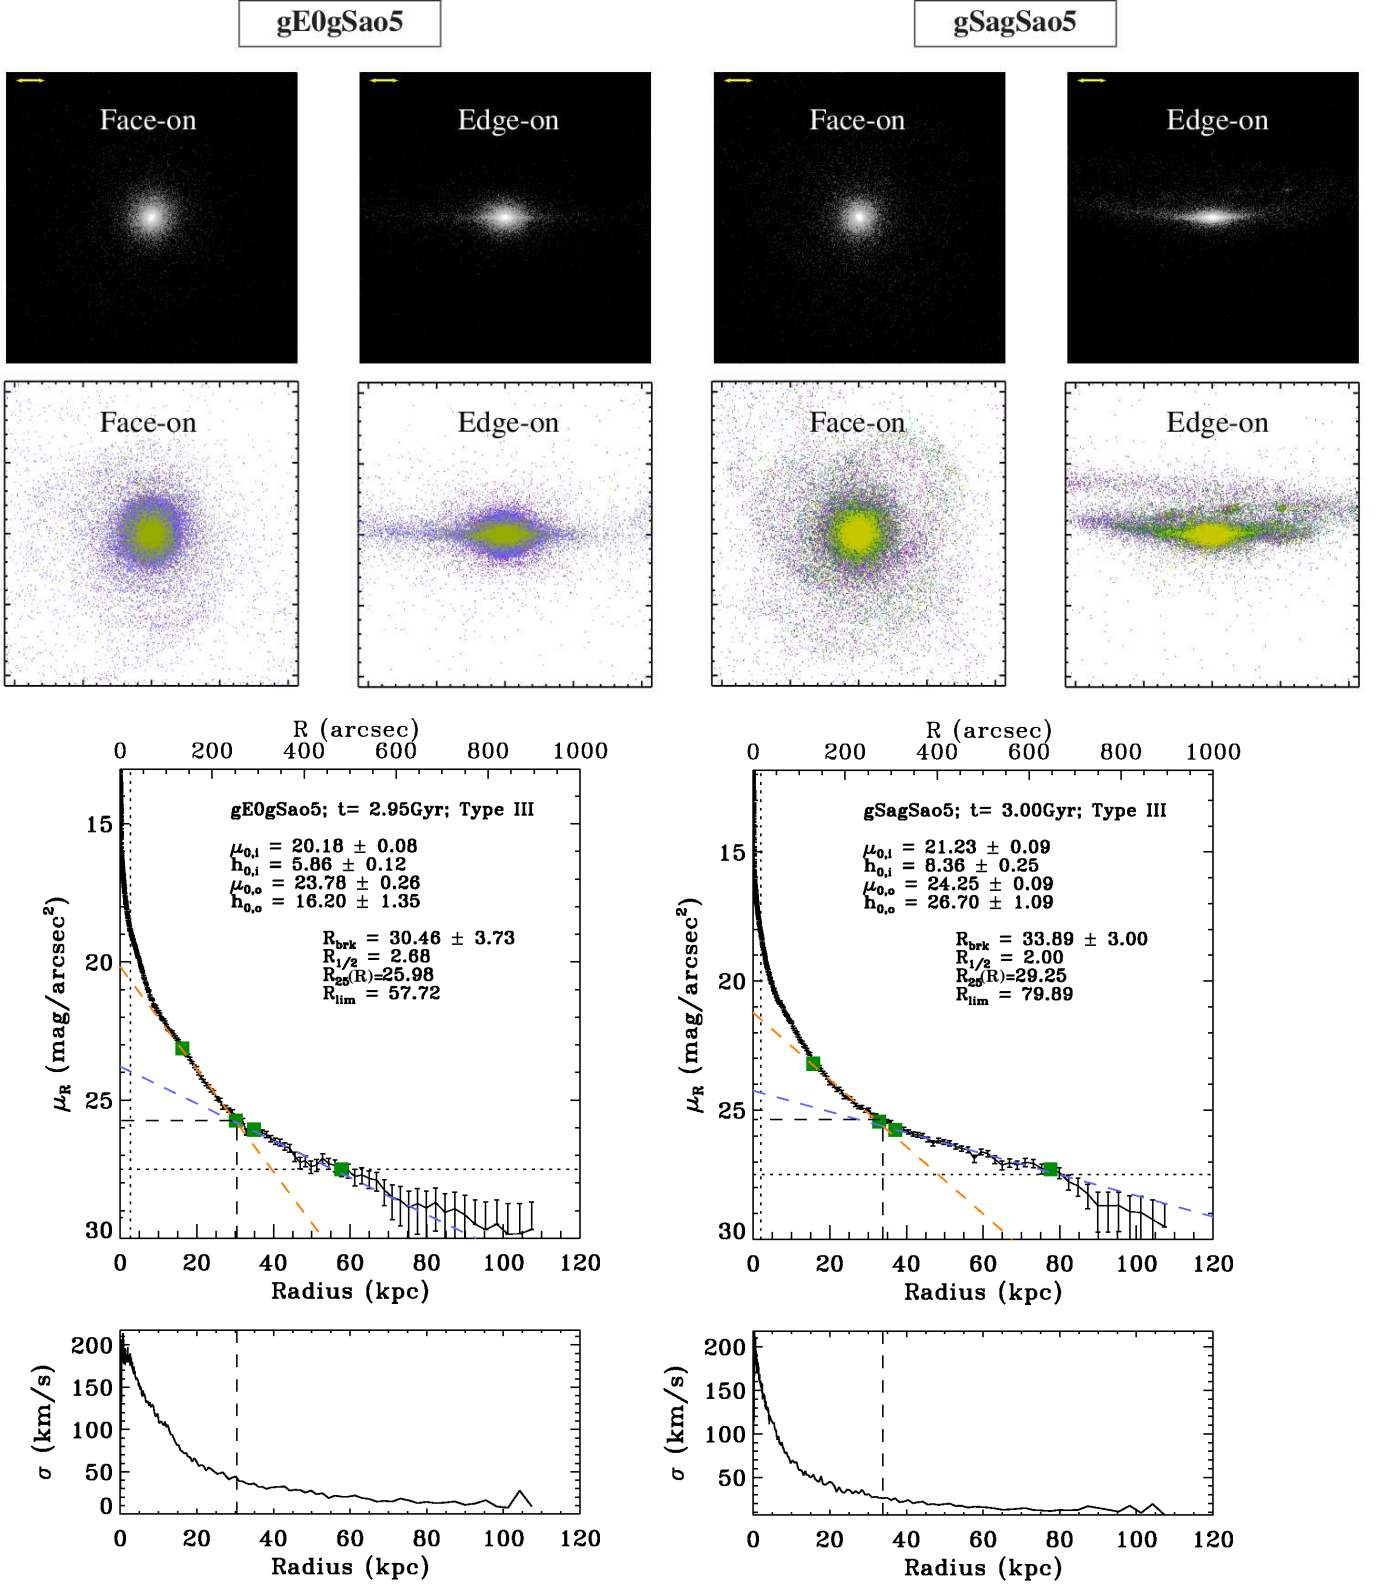 gE0gSao5
gSagSao5
Face-on
Edge-on
Face-on
Edge-on
Face-on
Edge-on
Face-on
Edge-on
R (arcsec)
0 200 400 600 800 1000
gE0gSao5; t= 2.95Gyr; Type III
μ0,i = 20.18 ± 0.08
h0,i = 5.86 ± 0.12
μ0,o = 23.78 ± 0.26
h0,o = 16.20 ± 1.35
Rbrk = 30.46 ± 3.73
R1/2 = 2.68
R25(R)=25.98
Rlim = 57.72
μR (mag/arcsec²)
15
20
25
30
0 20 40 60 80 100 120
Radius (kpc)
R (arcsec)
0 200 400 600 800 1000
gSagSao5; t= 3.00Gyr; Type III
μ0,i = 21.23 ± 0.09
h0,i = 8.36 ± 0.25
μ0,o = 24.25 ± 0.09
h0,o = 26.70 ± 1.09
Rbrk = 33.89 ± 3.00
R1/2 = 2.00
R25(R)=29.25
Rlim = 79.89
μR (mag/arcsec²)
15
20
25
30
0 20 40 60 80 100 120
Radius (kpc)
σ (km/s)
200
150
100
50
0
0 20 40 60 80 100 120
Radius (kpc)
σ (km/s)
200
150
100
50
0 20 40 60 80 100 120
Radius (kpc)